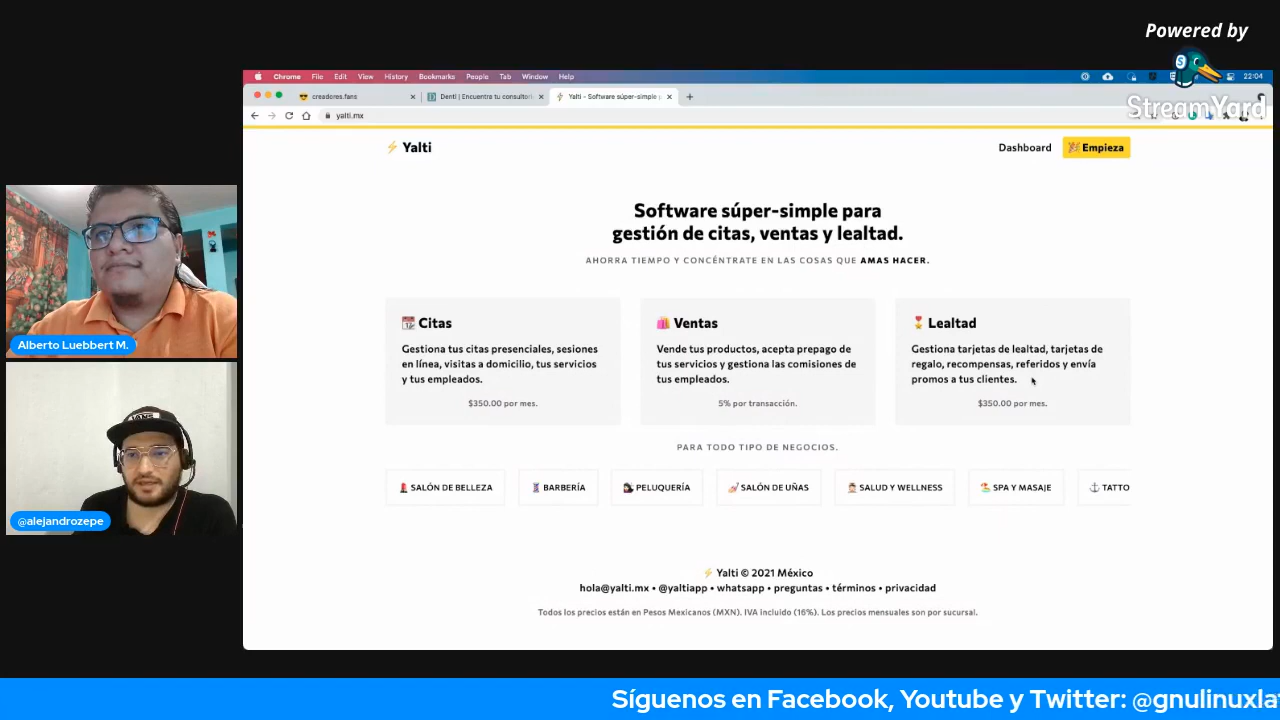 Powered by
StreamYard
Chrome File Edit View History Bookmarks People Tab Window Help
22:04
creadores.fans
Denti | Encuentra tu consultori
Yalti - Software súper-simple p
yalti.mx
⚡ Yalti
Dashboard
🎉 Empieza
Software súper-simple para
gestión de citas, ventas y lealtad.
AHORRA TIEMPO Y CONCÉNTRATE EN LAS COSAS QUE AMAS HACER.
📆 Citas
Gestiona tus citas presenciales, sesiones
en línea, visitas a domicilio, tus servicios
y tus empleados.
$350.00 por mes.
🛍️ Ventas
Vende tus productos, acepta prepago de
tus servicios y gestiona las comisiones de
tus empleados.
5% por transacción.
🎖️ Lealtad
Gestiona tarjetas de lealtad, tarjetas de
regalo, recompensas, referidos y envía
promos a tus clientes.
$350.00 por mes.
PARA TODO TIPO DE NEGOCIOS.
💄 SALÓN DE BELLEZA
💈 BARBERÍA
PELUQUERÍA
💅 SALÓN DE UÑAS
SALUD Y WELLNESS
🏖️ SPA Y MASAJE
⚓ TATTO
⚡ Yalti © 2021 México
hola@yalti.mx • @yaltiapp • whatsapp • preguntas • términos • privacidad
Todos los precios están en Pesos Mexicanos (MXN). IVA incluido (16%). Los precios mensuales son por sucursal.
Alberto Luebbert M.
@alejandrozepe
Síguenos en Facebook, Youtube y Twitter: @gnulinuxla